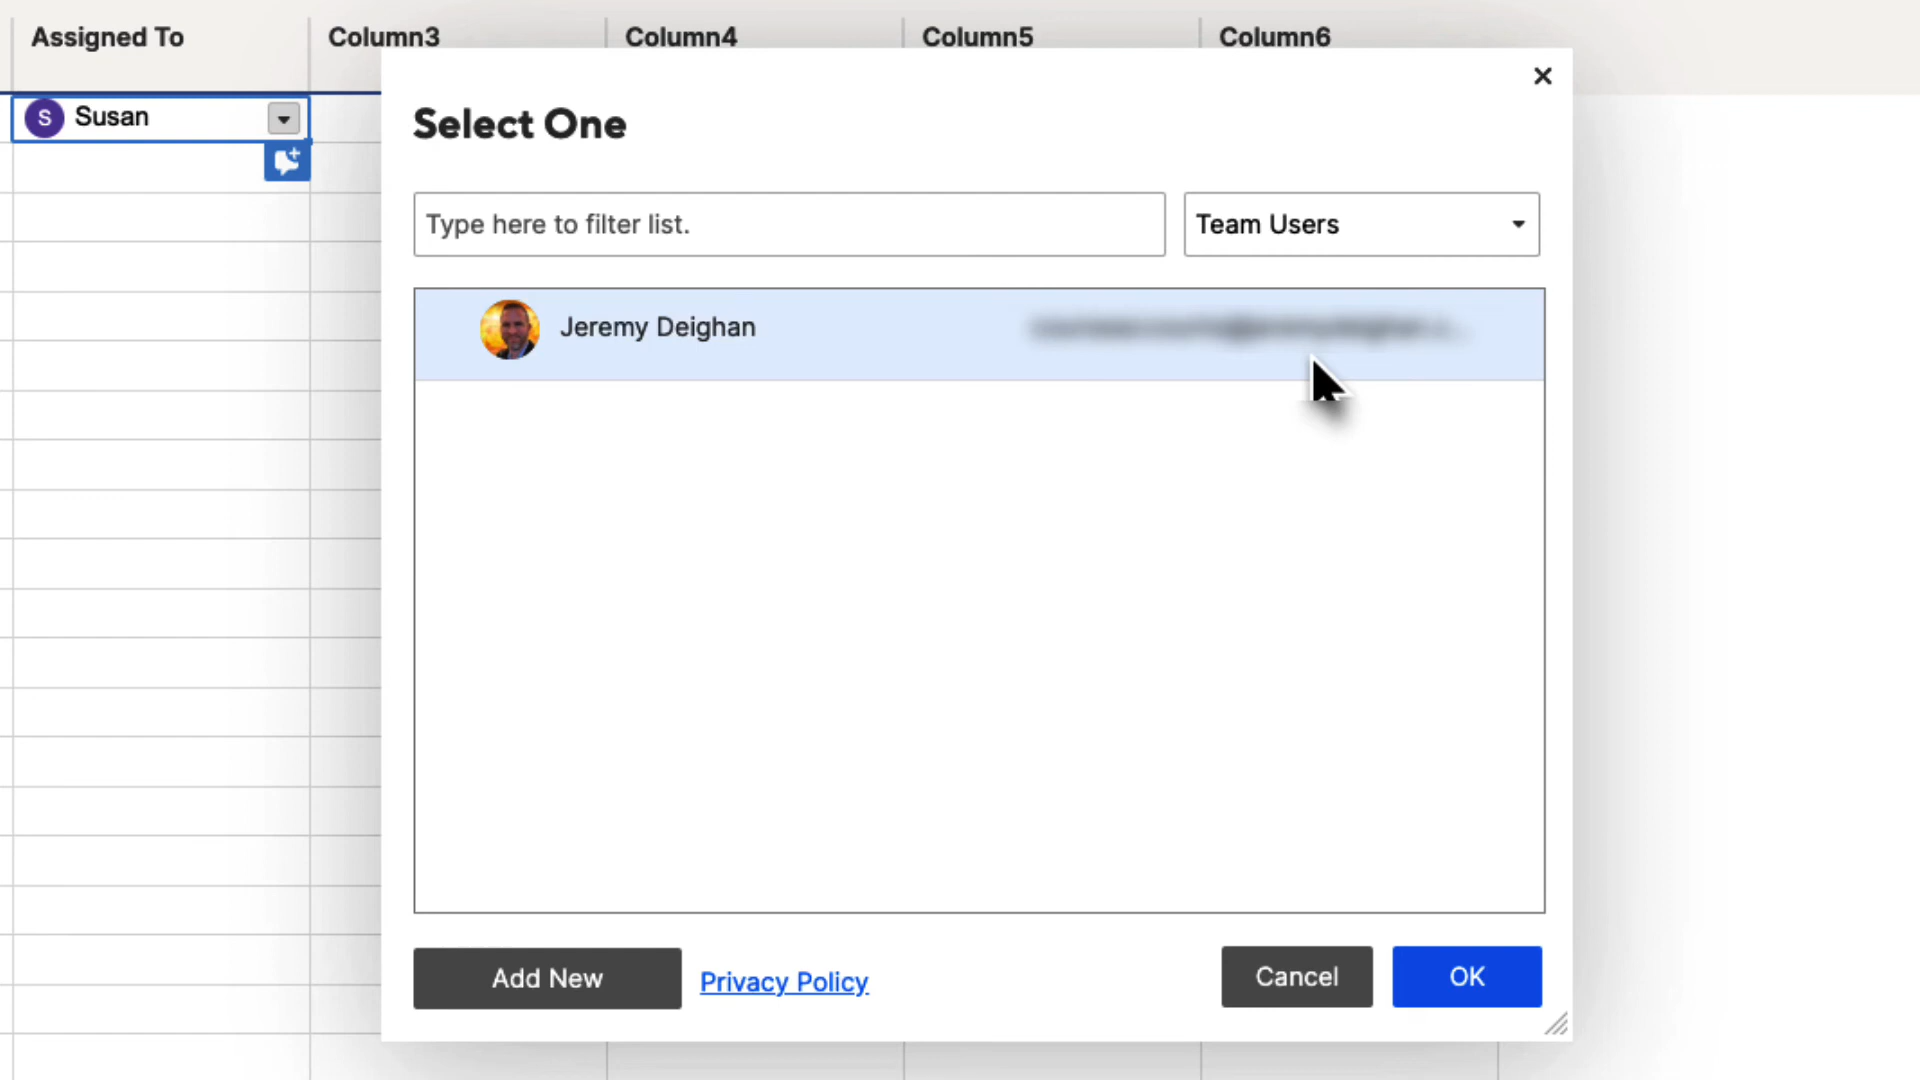 Assigned To Column3 Column4 Column5 Column6
S Susan
Select One
Type here to filter list. Team Users
Jeremy Deighan
Add New Privacy Policy Cancel OK